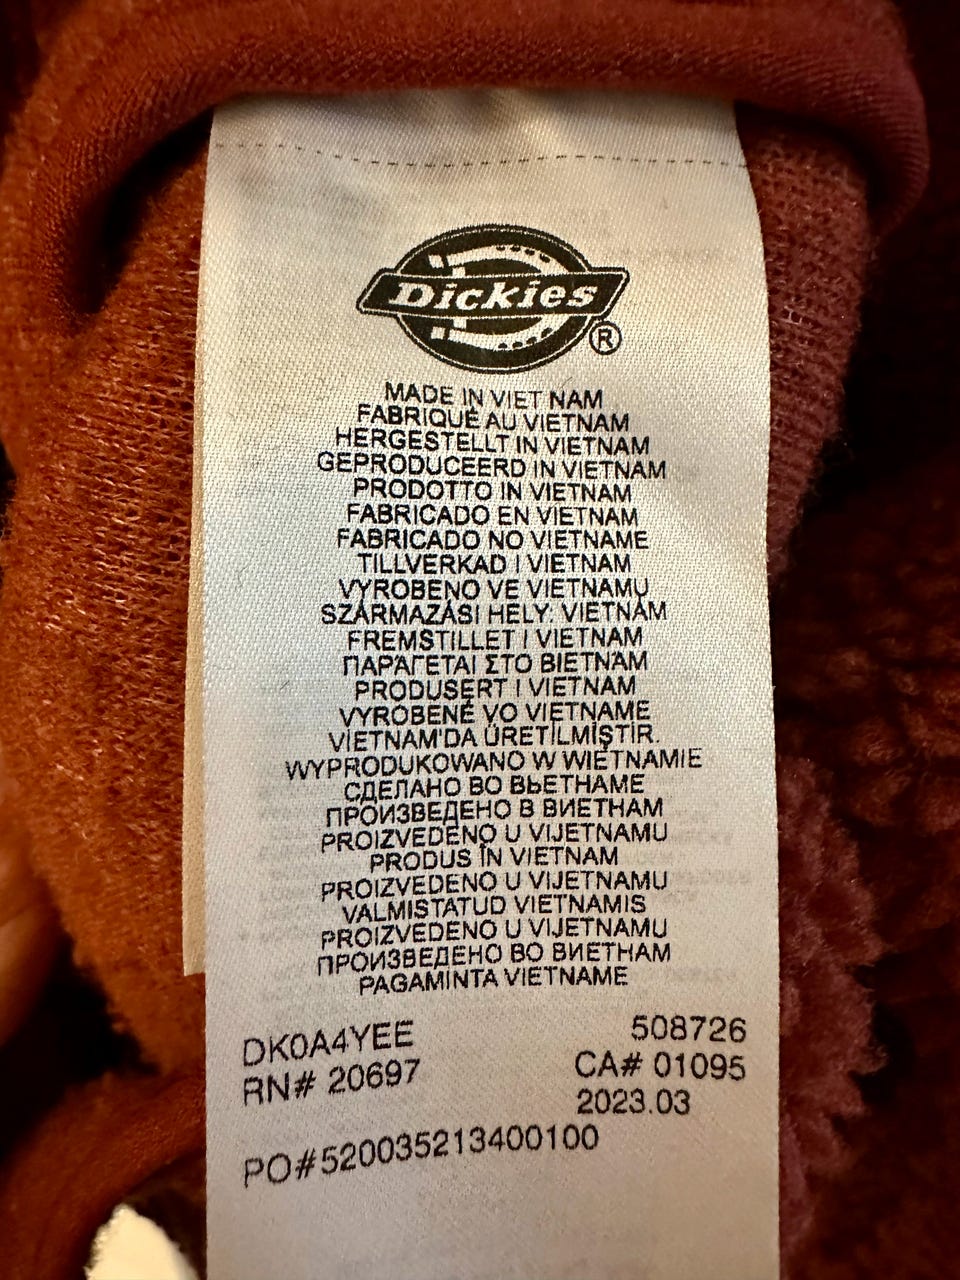 Dickies®
MADE IN VIET NAM
FABRIQUÉ AU VIETNAM
HERGESTELLT IN VIETNAM
GEPRODUCEERD IN VIETNAM
PRODOTTO IN VIETNAM
FABRICADO EN VIETNAM
FABRICADO NO VIETNAME
TILLVERKAD I VIETNAM
VYROBENO VE VIETNAMU
SZÁRMAZÁSI HELY: VIETNÁM
FREMSTILLET I VIETNAM
ΠΑΡΑΓΕΤΑΙ ΣΤΟ ΒΙΕΤΝΑΜ
PRODUSERT I VIETNAM
VYROBENÉ VO VIETNAME
VIETNAM'DA ÜRETİLMİŞTİR.
WYPRODUKOWANO W WIETNAMIE
СДЕЛАНО ВО ВЬЕТНАМЕ
ПРОИЗВЕДЕНО В ВИЕТНАМ
PROIZVEDENO U VIJETNAMU
PRODUS ÎN VIETNAM
PROIZVEDENO U VIJETNAMU
VALMISTATUD VIETNAMIS
PROIZVEDENO U VIJETNAMU
ПРОИЗВЕДЕНО ВО ВИЕТНАМ
PAGAMINTA VIETNAME
DK0A4YEE 508726
RN# 20697 CA# 01095
2023.03
PO#520035213400100